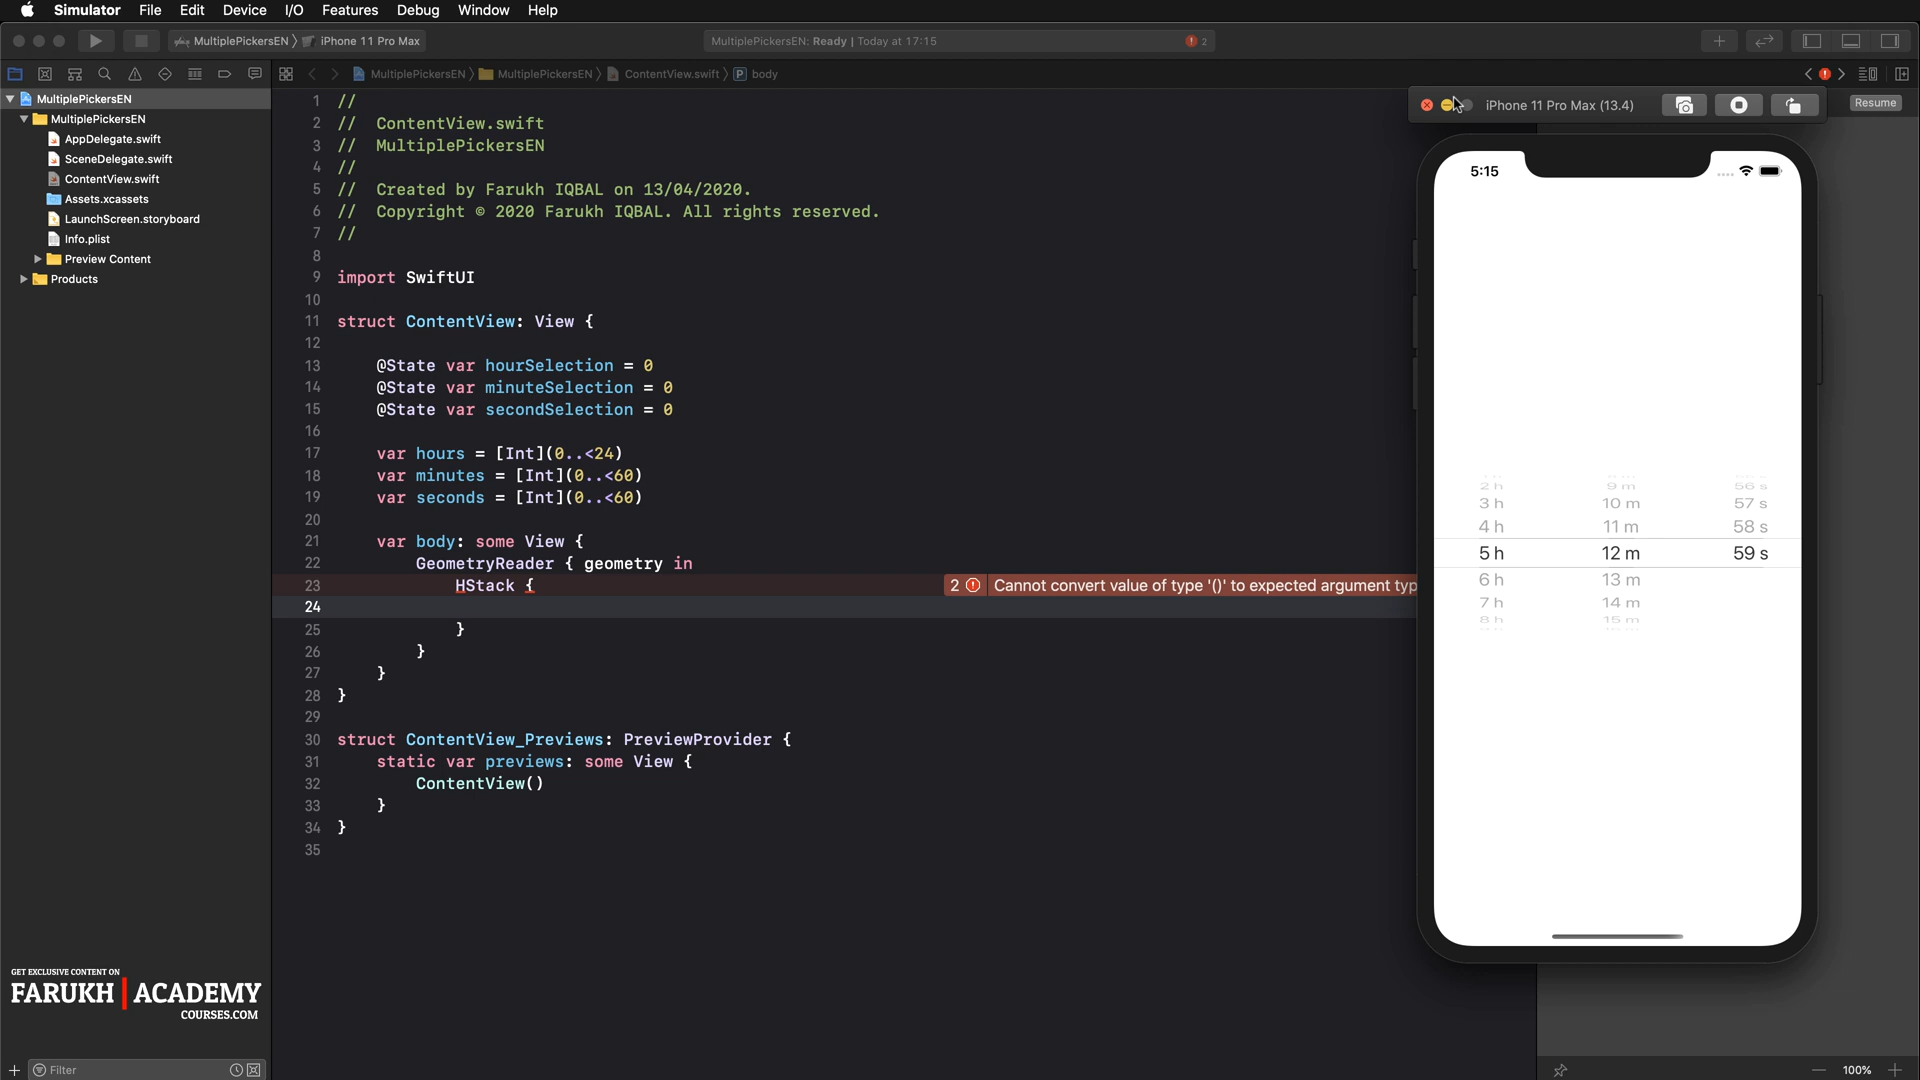 Simulator File Edit Device I/O Features Debug Window Help
MultiplePickersEN iPhone 11 Pro Max
MultiplePickersEN: Ready | Today at 17:15
2
MultiplePickersEN MultiplePickersEN ContentView.swift P body
MultiplePickersEN
MultiplePickersEN
AppDelegate.swift
SceneDelegate.swift
ContentView.swift
Assets.xcassets
LaunchScreen.storyboard
Info.plist
Preview Content
Products
1 //
2 // ContentView.swift
3 // MultiplePickersEN
4 //
5 // Created by Farukh IQBAL on 13/04/2020.
6 // Copyright © 2020 Farukh IQBAL. All rights reserved.
7 //
8
9 import SwiftUI
10
11 struct ContentView: View {
12
13 @State var hourSelection = 0
14 @State var minuteSelection = 0
15 @State var secondSelection = 0
16
17 var hours = [Int](0..<24)
18 var minutes = [Int](0..<60)
19 var seconds = [Int](0..<60)
20
21 var body: some View {
22 GeometryReader { geometry in
23 HStack {
2 Cannot convert value of type '()' to expected argument typ
24
25 }
26 }
27 }
28 }
29
30 struct ContentView_Previews: PreviewProvider {
31 static var previews: some View {
32 ContentView()
33 }
34 }
35
iPhone 11 Pro Max (13.4)
Resume
5:15
2 h 9 m 56 s
3 h 10 m 57 s
4 h 11 m 58 s
5 h 12 m 59 s
6 h 13 m
7 h 14 m
8 h 15 m
GET EXCLUSIVE CONTENT ON
FARUKH ACADEMY
COURSES.COM
Filter
100%